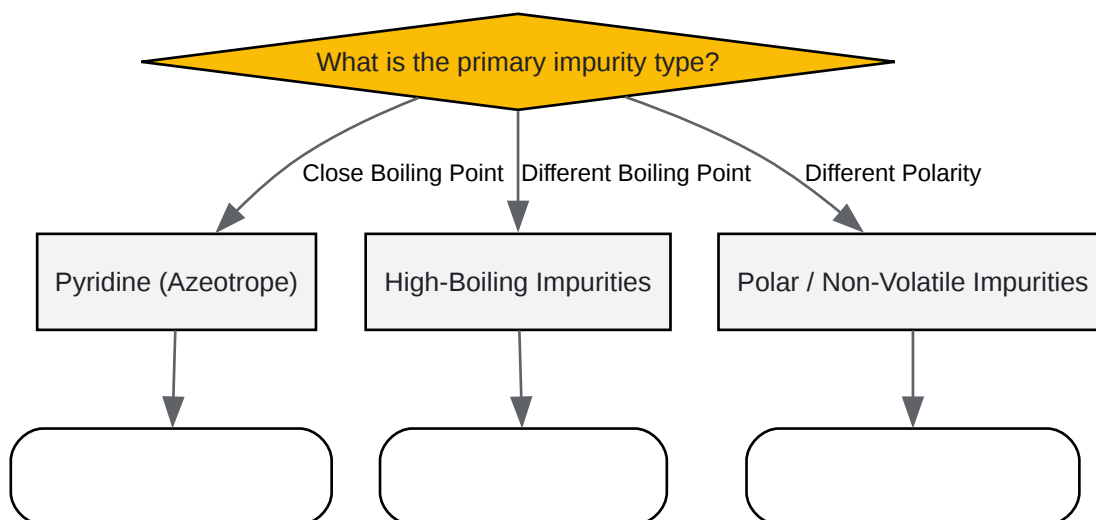 What is the primary impurity type?
Close Boiling Point
Different Boiling Point
Different Polarity
Pyridine (Azeotrope)
High-Boiling Impurities
Polar / Non-Volatile Impurities